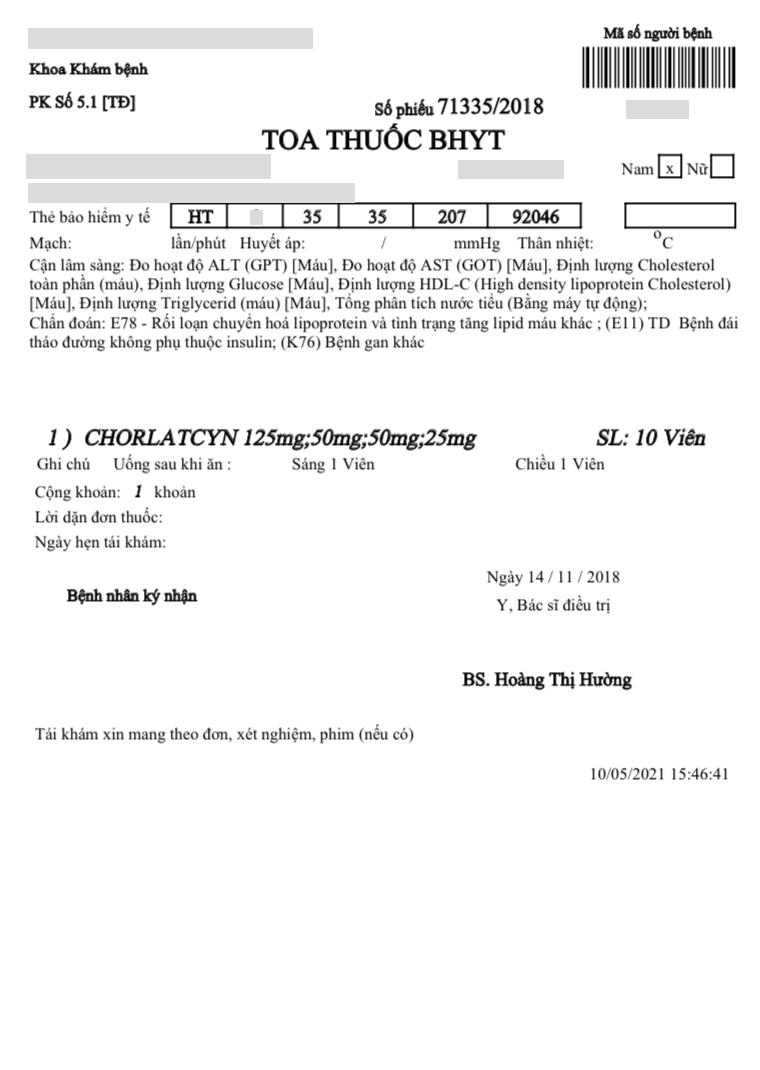 Mã số người bệnh
Khoa Khám bệnh
PK Số 5.1 [TĐ]
Số phiếu 71335/2018
TOA THUỐC BHYT
Nam x Nữ
Thẻ bảo hiểm y tế HT 35 35 207 92046
Mạch: lần/phút Huyết áp: / mmHg Thân nhiệt: °C
Cận lâm sàng: Đo hoạt độ ALT (GPT) [Máu], Đo hoạt độ AST (GOT) [Máu], Định lượng Cholesterol
toàn phần (máu), Định lượng Glucose [Máu], Định lượng HDL-C (High density lipoprotein Cholesterol)
[Máu], Định lượng Triglycerid (máu) [Máu], Tổng phân tích nước tiểu (Bằng máy tự động);
Chẩn đoán: E78 - Rối loạn chuyển hoá lipoprotein và tình trạng tăng lipid máu khác ; (E11) TD Bệnh đái
tháo đường không phụ thuộc insulin; (K76) Bệnh gan khác
1 ) CHORLATCYN 125mg;50mg;50mg;25mg SL: 10 Viên
Ghi chú Uống sau khi ăn : Sáng 1 Viên Chiều 1 Viên
Cộng khoản: 1 khoản
Lời dặn đơn thuốc:
Ngày hẹn tái khám:
Ngày 14 / 11 / 2018
Bệnh nhân ký nhận
Y, Bác sĩ điều trị
BS. Hoàng Thị Hường
Tái khám xin mang theo đơn, xét nghiệm, phim (nếu có)
10/05/2021 15:46:41